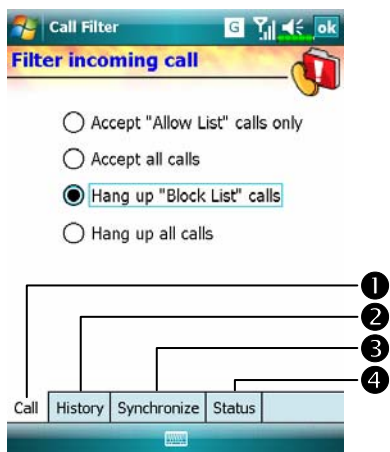 Call Filter G ok
Filter incoming call
Accept "Allow List" calls only
Accept all calls
Hang up "Block List" calls
Hang up all calls
1
2
3
4
Call History Synchronize Status